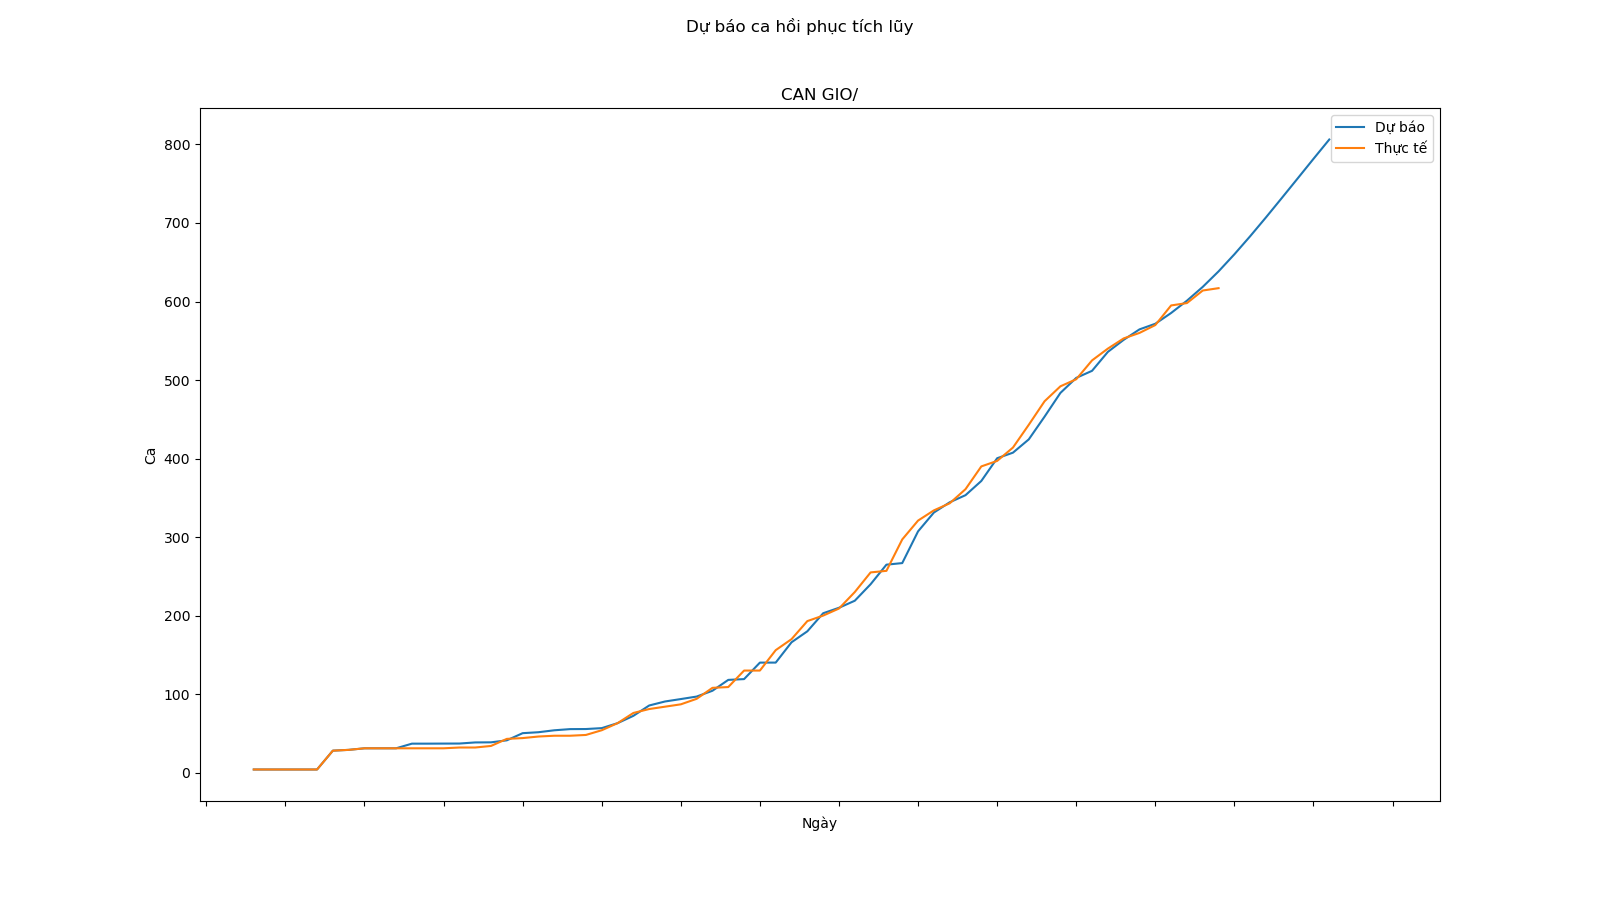 Dự báo ca hồi phục tích lũy
CAN GIO/
Dự báo
Thực tế
800
700
600
500
400
300
200
100
0
Ca
Ngày